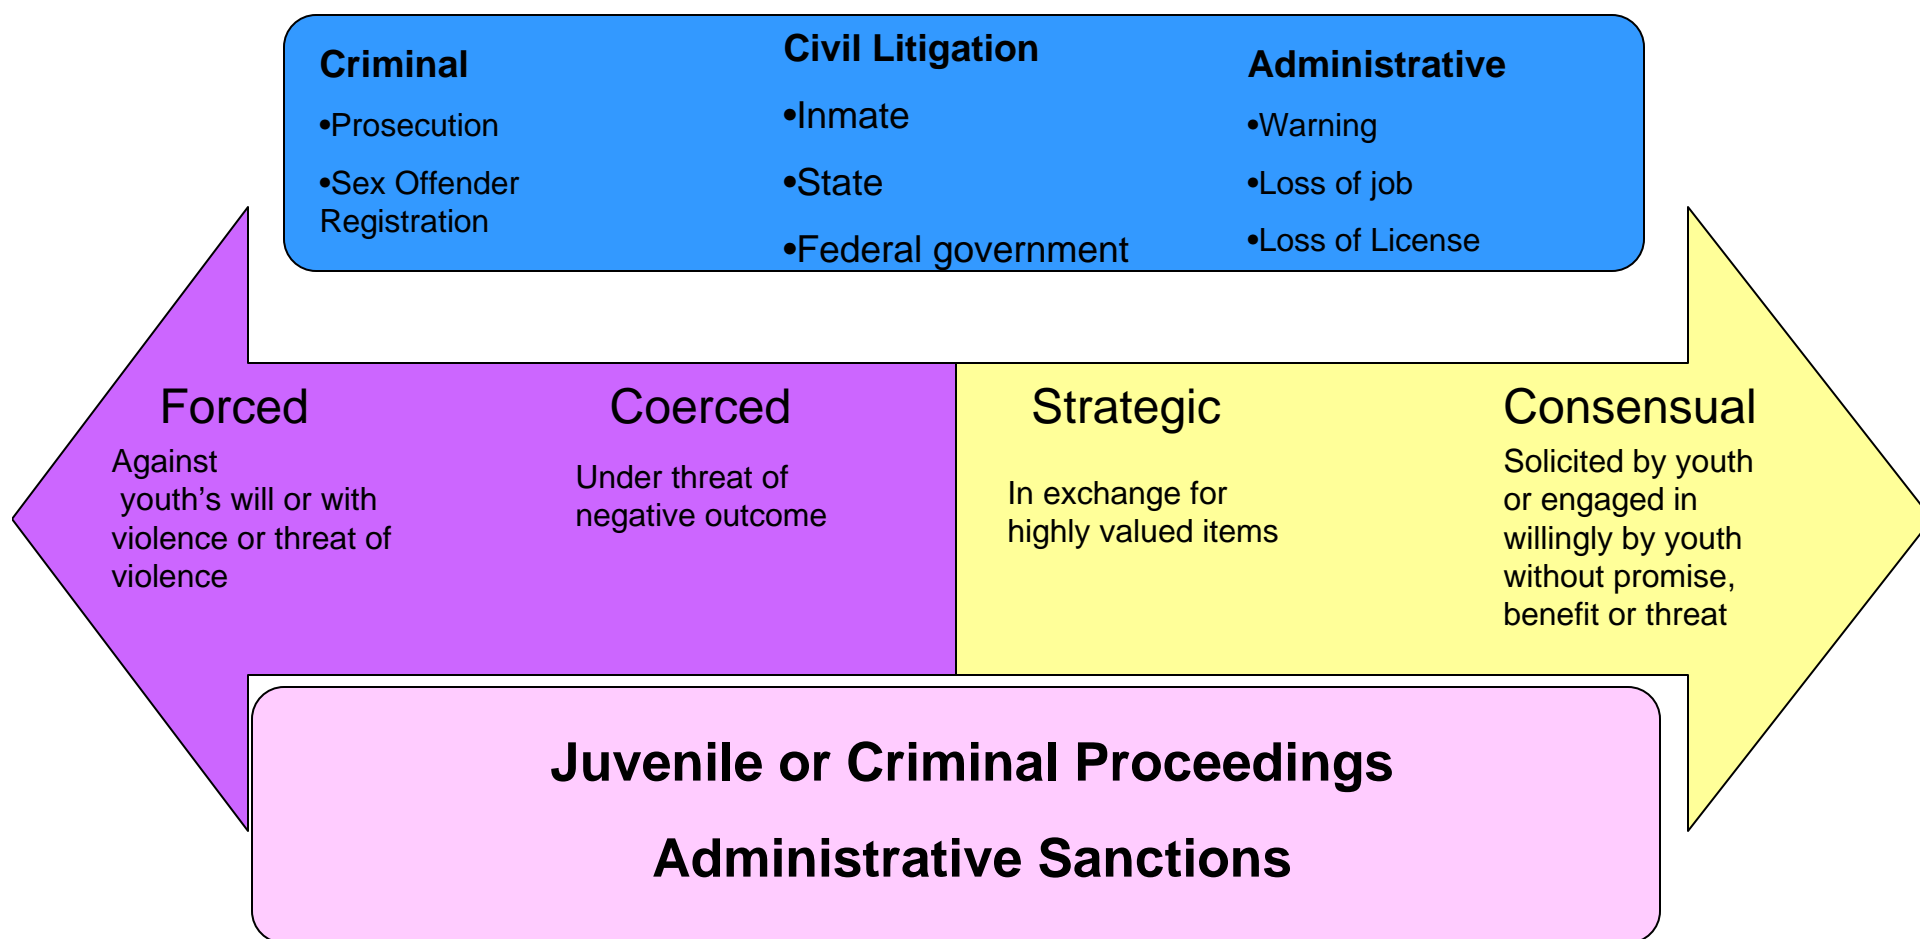 Criminal
•Prosecution
•Sex Offender
Registration
Civil Litigation
•Inmate
•State
•Federal government
Administrative
•Warning
•Loss of job
•Loss of License
Forced
Against
youth’s will or with
violence or threat of
violence
Coerced
Under threat of
negative outcome
Strategic
In exchange for
highly valued items
Consensual
Solicited by youth
or engaged in
willingly by youth
without promise,
benefit or threat
Juvenile or Criminal Proceedings
Administrative Sanctions